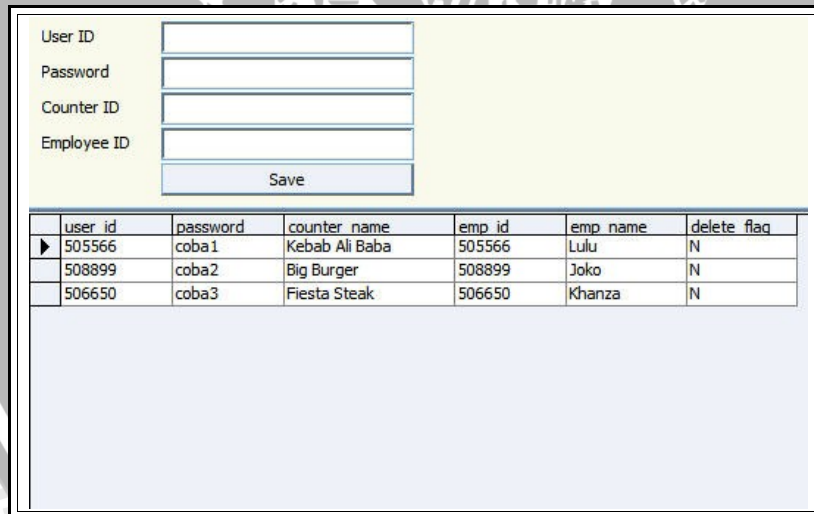 User ID
Password
Counter ID
Employee ID
Save
user_id password counter_name emp_id emp_name delete_flag
505566 coba1 Kebab Ali Baba 505566 Lulu N
508899 coba2 Big Burger 508899 Joko N
506650 coba3 Fiesta Steak 506650 Khanza N